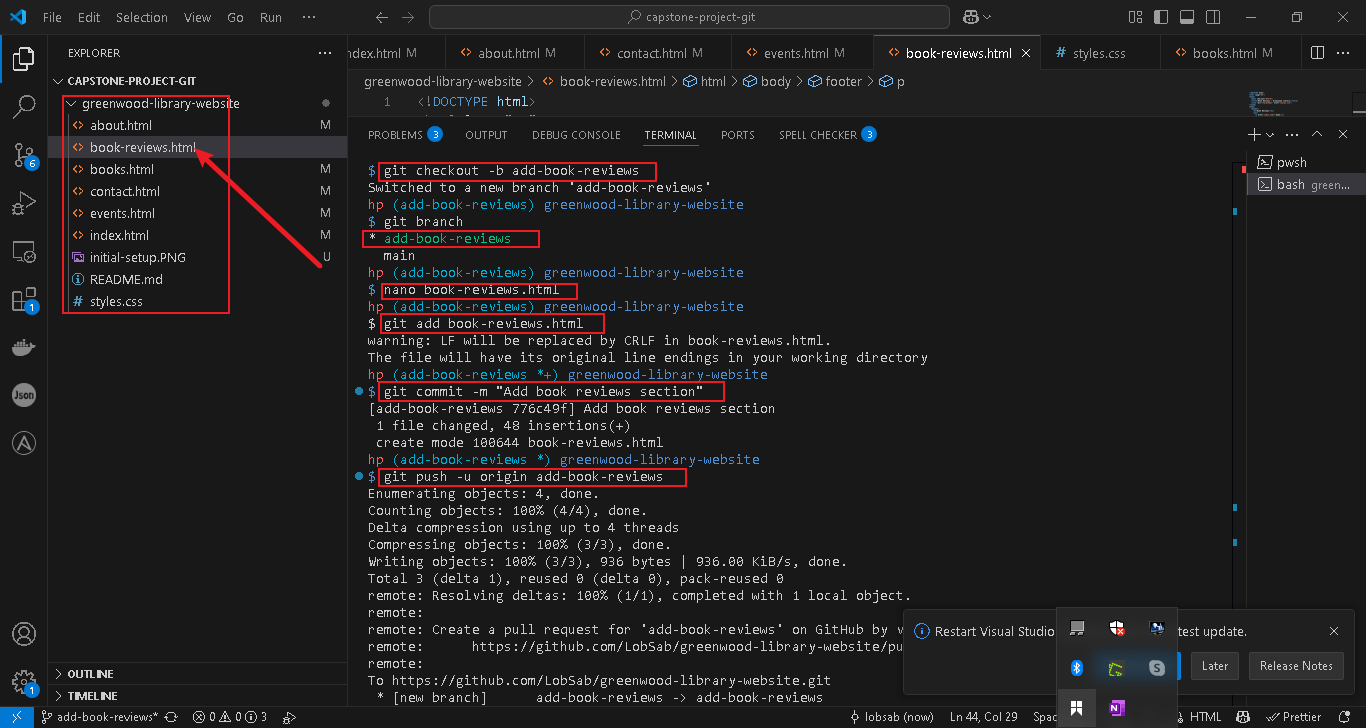 File Edit Selection View Go Run ··· capstone-project-git
EXPLORER
CAPSTONE-PROJECT-GIT
greenwood-library-website
about.html M
book-reviews.html
books.html M
contact.html M
events.html M
index.html M
initial-setup.PNG U
README.md
styles.css
OUTLINE
TIMELINE
6
1
Json
1
ndex.html M about.html M contact.html M events.html M book-reviews.html styles.css books.html M
greenwood-library-website > book-reviews.html > html > body > footer > p
1 <!DOCTYPE html>
PROBLEMS 3 OUTPUT DEBUG CONSOLE TERMINAL PORTS SPELL CHECKER 3
pwsh
bash green...
$ git checkout -b add-book-reviews
Switched to a new branch 'add-book-reviews'
hp (add-book-reviews) greenwood-library-website
$ git branch
* add-book-reviews
main
hp (add-book-reviews) greenwood-library-website
$ nano book-reviews.html
hp (add-book-reviews) greenwood-library-website
$ git add book-reviews.html
warning: LF will be replaced by CRLF in book-reviews.html.
The file will have its original line endings in your working directory
hp (add-book-reviews *+) greenwood-library-website
$ git commit -m "Add book reviews section"
[add-book-reviews 776c49f] Add book reviews section
1 file changed, 48 insertions(+)
create mode 100644 book-reviews.html
hp (add-book-reviews *) greenwood-library-website
$ git push -u origin add-book-reviews
Enumerating objects: 4, done.
Counting objects: 100% (4/4), done.
Delta compression using up to 4 threads
Compressing objects: 100% (3/3), done.
Writing objects: 100% (3/3), 936 bytes | 936.00 KiB/s, done.
Total 3 (delta 1), reused 0 (delta 0), pack-reused 0
remote: Resolving deltas: 100% (1/1), completed with 1 local object.
remote:
remote: Create a pull request for 'add-book-reviews' on GitHub by v
remote: https://github.com/LobSab/greenwood-library-website/pu
remote:
To https://github.com/LobSab/greenwood-library-website.git
* [new branch] add-book-reviews -> add-book-reviews
Restart Visual Studio test update.
Later Release Notes
add-book-reviews* 0 0 3 lobsab (now) Ln 44, Col 29 Spac HTML Prettier